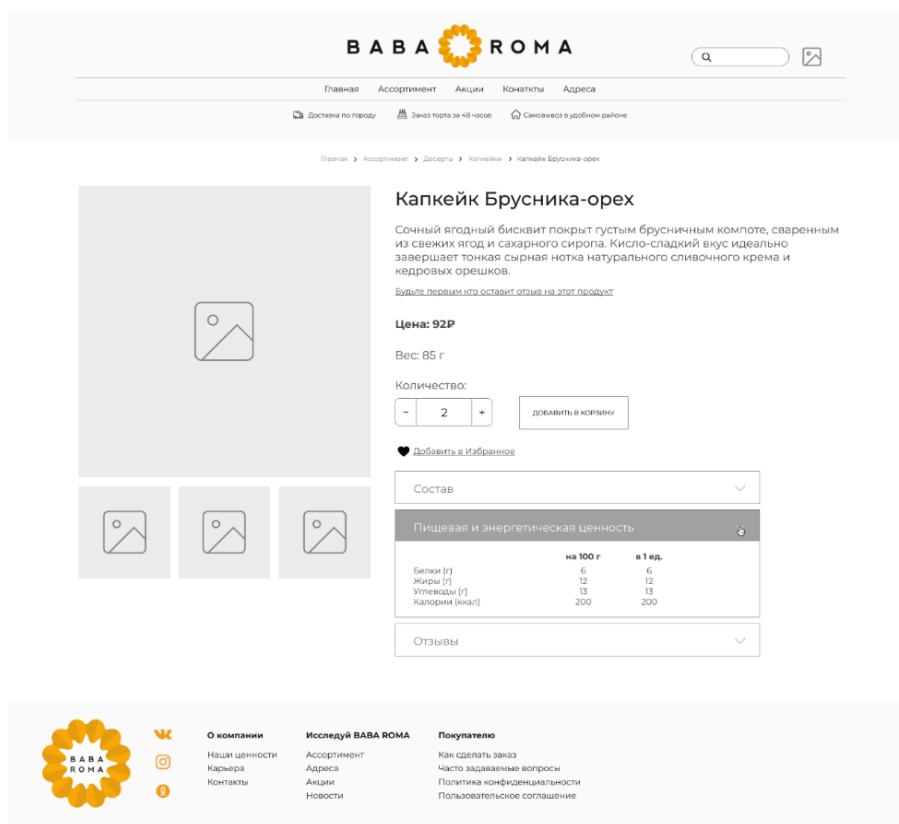 BABA ROMA
Главная Ассортимент Акции Конаткты Адреса
Доставка по городу Заказ торта за 48 часов Самовывоз в удобном районе
Главная > Ассортимент > Десерты > Капкейки > Капкейк Брусника-орех
Капкейк Брусника-орех
Сочный ягодный бисквит покрыт густым брусничным компоте, сваренным
из свежих ягод и сахарного сиропа. Кисло-сладкий вкус идеально
завершает тонкая сырная нотка натурального сливочного крема и
кедровых орешков.
Будьте первым кто оставит отзыв на этот продукт
Цена: 92₽
Вес: 85 г
Количество:
- 2 +
ДОБАВИТЬ В КОРЗИНУ
Добавить в Избранное
Состав
Пищевая и энергетическая ценность
на 100 г в 1 ед.
Белки (г) 6 6
Жиры (г) 12 12
Углеводы (г) 13 13
Калории (ккал) 200 200
Отзывы
BABA
ROMA
О компании
Наши ценности
Карьера
Контакты
Исследуй BABA ROMA
Ассортимент
Адреса
Акции
Новости
Покупателю
Как сделать заказ
Часто задаваемые вопросы
Политика конфиденциальности
Пользовательское соглашение